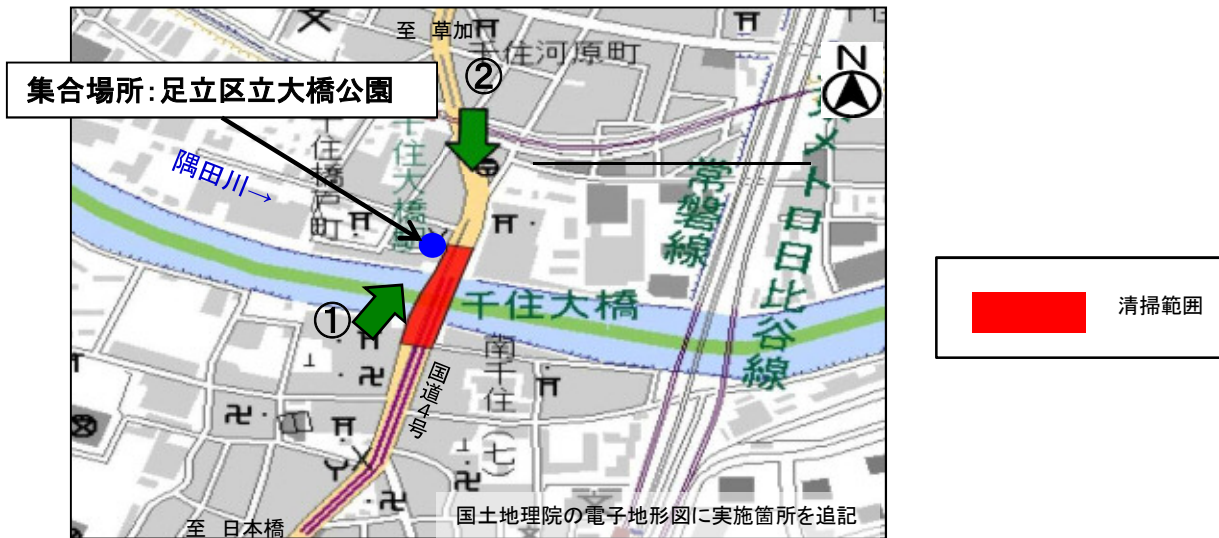 至 草加
千住河原町
N
②
集合場所:足立区立大橋公園
隅田川→
千住橋戸町
千住大橋
常磐線
東京メトロ日比谷線
千住大橋
①
清掃範囲
南千住(七)
国道4号
至 日本橋
国土地理院の電子地形図に実施箇所を追記